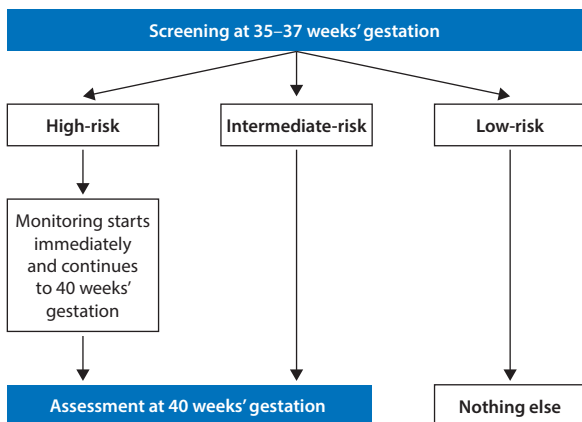 Screening at 35–37 weeks’ gestation
High-risk
Intermediate-risk
Low-risk
Monitoring starts
immediately
and continues
to 40 weeks’
gestation
Assessment at 40 weeks’ gestation
Nothing else